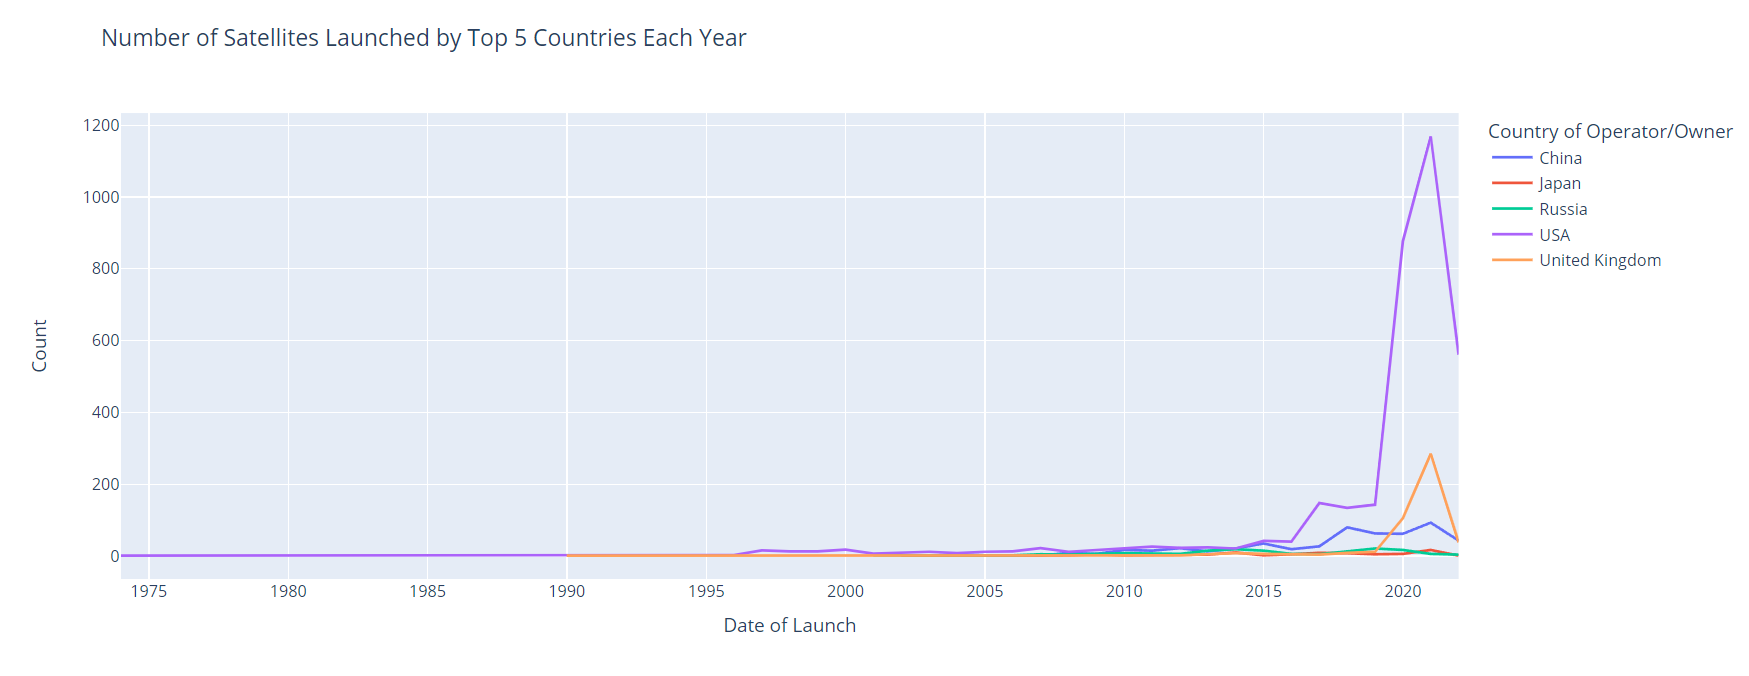 Number of Satellites Launched by Top 5 Countries Each Year
Count
1200
1000
800
600
400
200
0
1975 1980 1985 1990 1995 2000 2005 2010 2015 2020
Date of Launch
Country of Operator/Owner
China
Japan
Russia
USA
United Kingdom